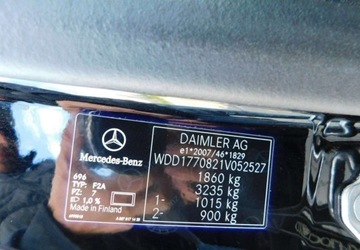 DAIMLER AG
e1*2007/46*1829
WDD1770821V052527
1860 kg
3235 kg
1- 1015 kg
2- 900 kg
Mercedes-Benz
696
TYP: F2A
PZ: 7
1,0 %
Made in Finland